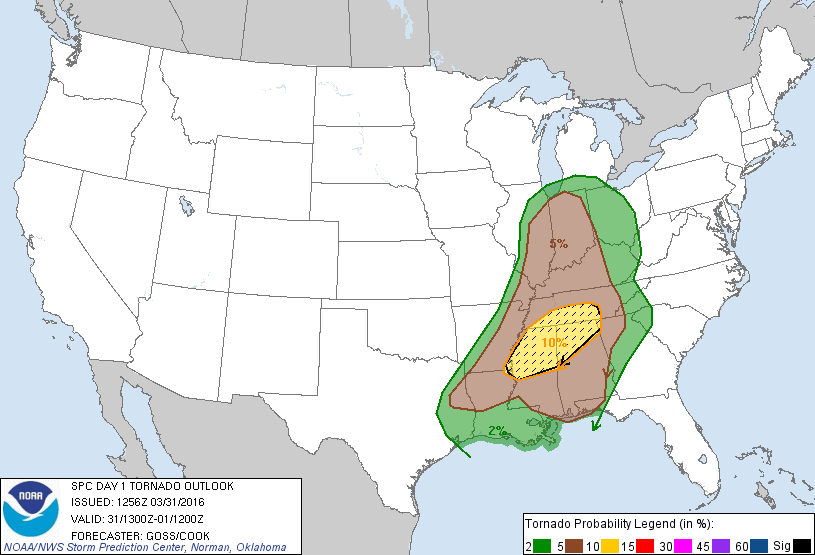 5%
10%
2%
NOAA
SPC DAY 1 TORNADO OUTLOOK
ISSUED: 1256Z 03/31/2016
VALID: 31/1300Z-01/1200Z
FORECASTER: GOSS/COOK
NOAA/NWS Storm Prediction Center, Norman, Oklahoma
Tornado Probability Legend (in %):
2 5 10 15 30 45 60 Sig